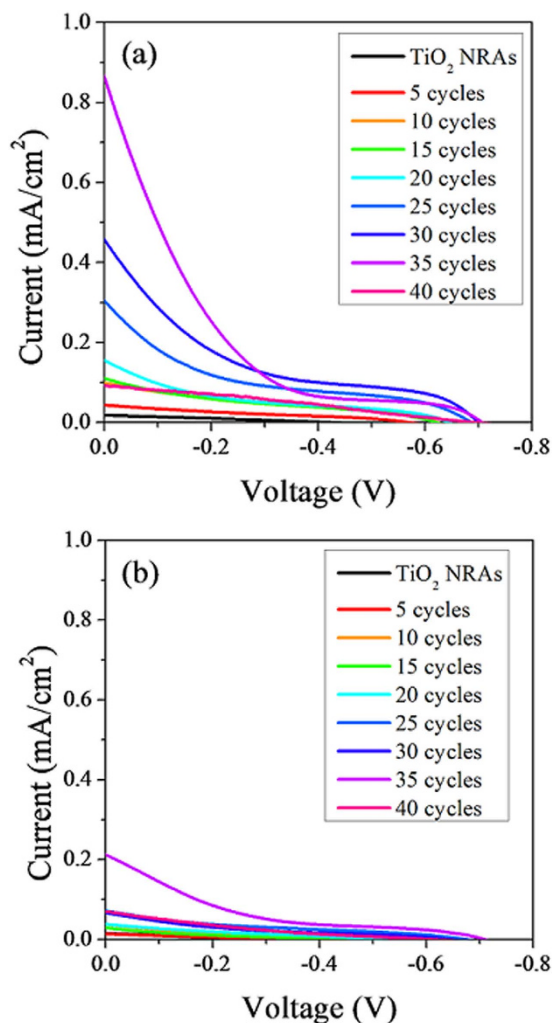 (a)
1.0
0.8
0.6
0.4
0.2
0.0
Current (mA/cm²)
TiO₂ NRAs
5 cycles
10 cycles
15 cycles
20 cycles
25 cycles
30 cycles
35 cycles
40 cycles
0.0 -0.2 -0.4 -0.6 -0.8
Voltage (V)
(b)
1.0
0.8
0.6
0.4
0.2
0.0
Current (mA/cm²)
TiO₂ NRAs
5 cycles
10 cycles
15 cycles
20 cycles
25 cycles
30 cycles
35 cycles
40 cycles
0.0 -0.2 -0.4 -0.6 -0.8
Voltage (V)